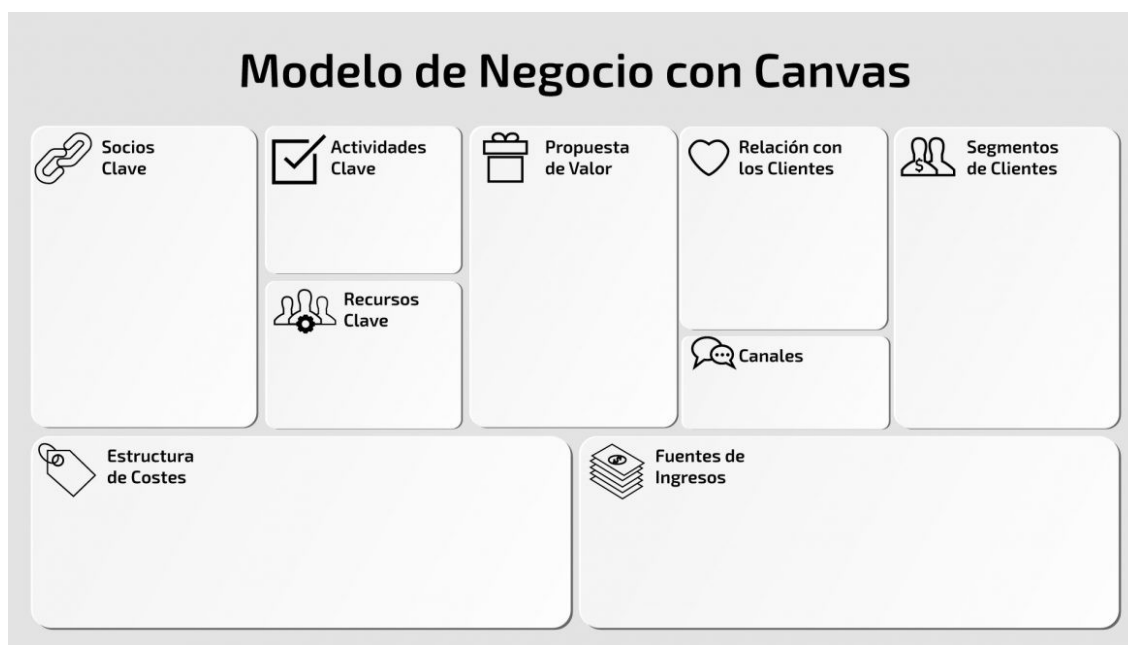 Modelo de Negocio con Canvas
Socios
Clave
Actividades
Clave
Recursos
Clave
Propuesta
de Valor
Relación con
los Clientes
Canales
Segmentos
de Clientes
Estructura
de Costes
Fuentes de
Ingresos